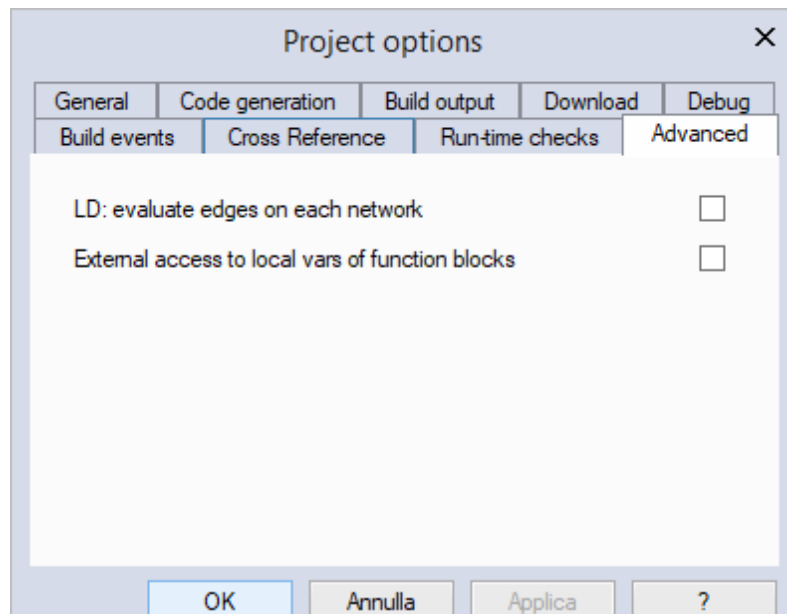 Project options
General Code generation Build output Download Debug
Build events Cross Reference Run-time checks Advanced
LD: evaluate edges on each network
External access to local vars of function blocks
OK Annulla Applica ?